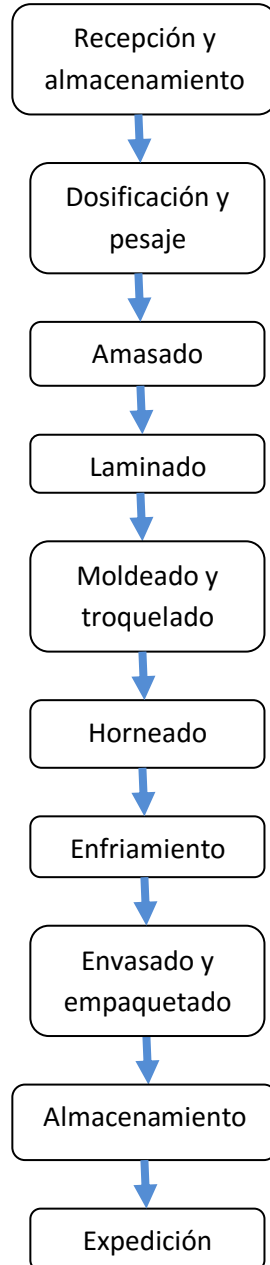 Recepción y
almacenamiento
Dosificación y
pesaje
Amasado
Laminado
Moldeado y
troquelado
Horneado
Enfriamiento
Envasado y
empaquetado
Almacenamiento
Expedición